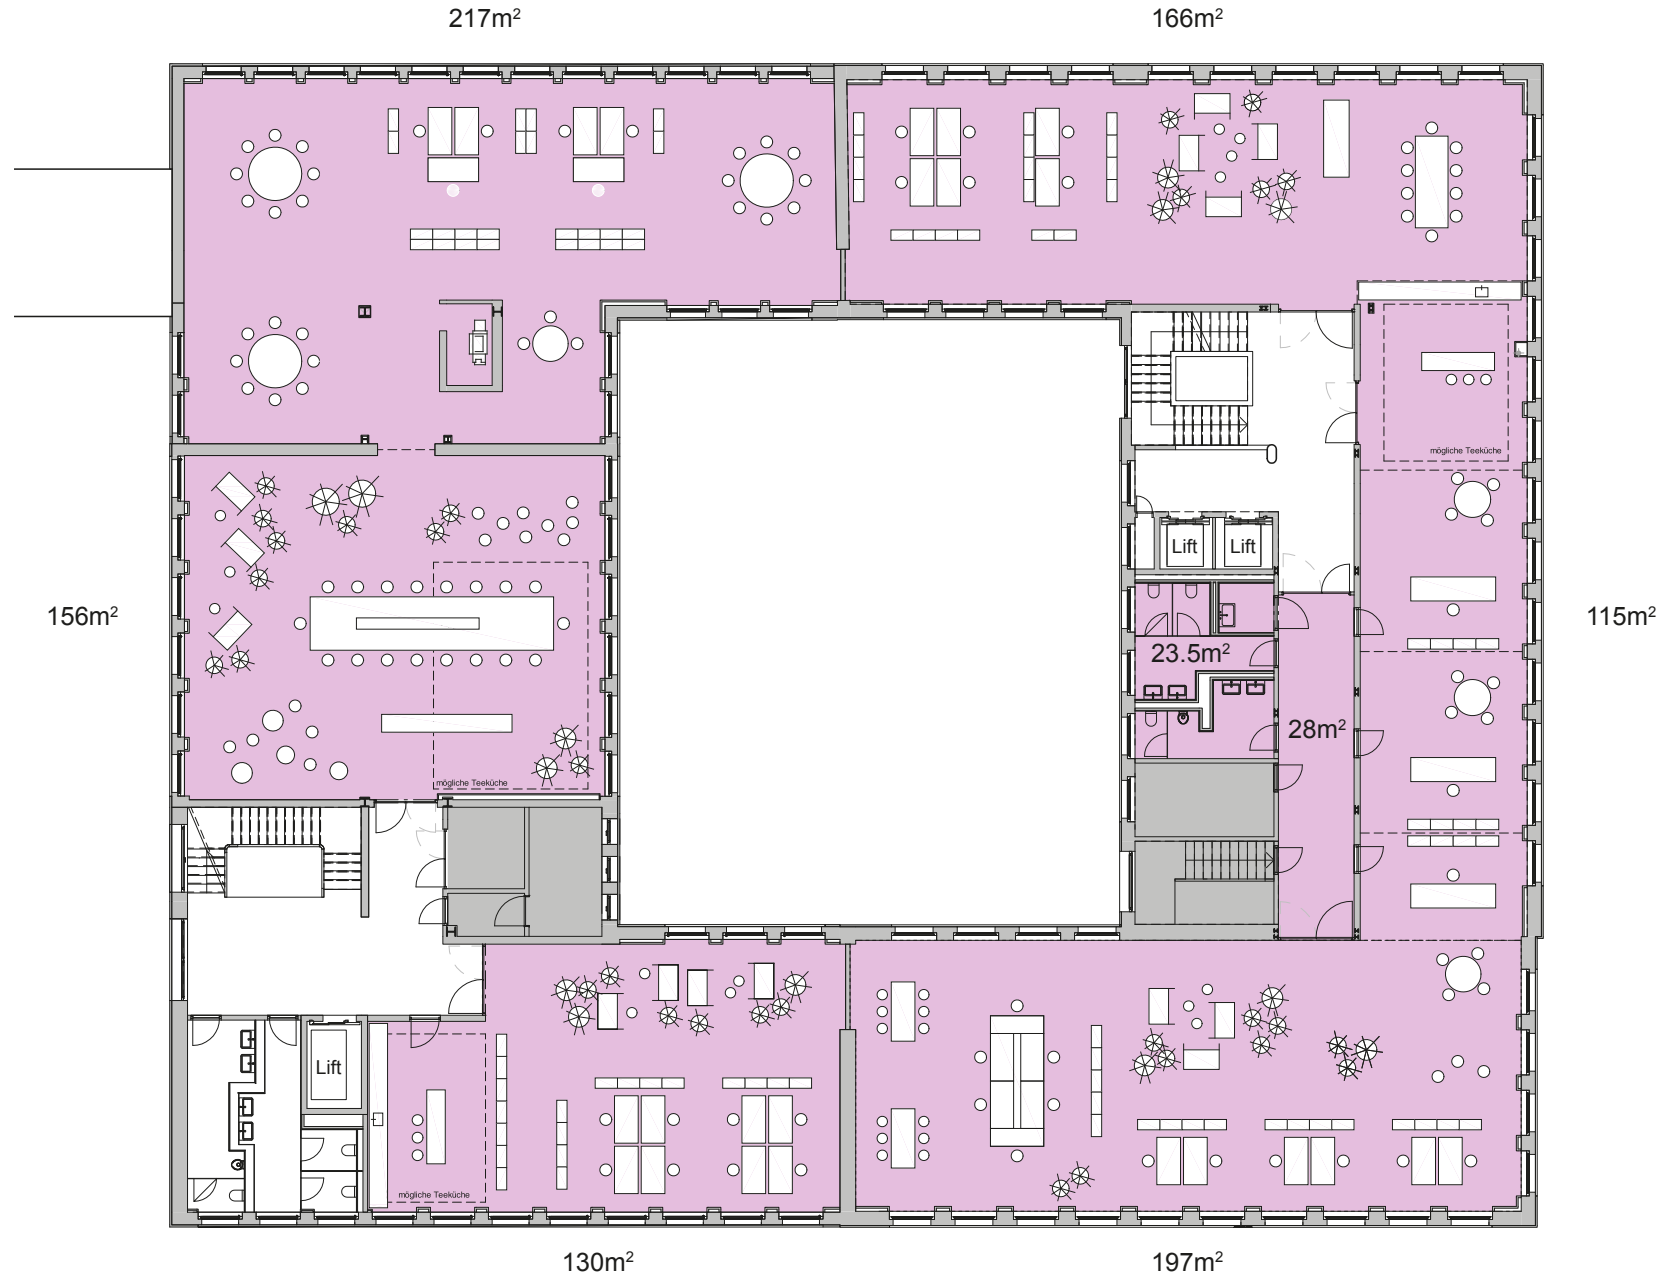 217m²
166m²
mögliche Teeküche
Lift
Lift
156m²
115m²
23.5m²
28m²
mögliche Teeküche
Lift
mögliche Teeküche
130m²
197m²